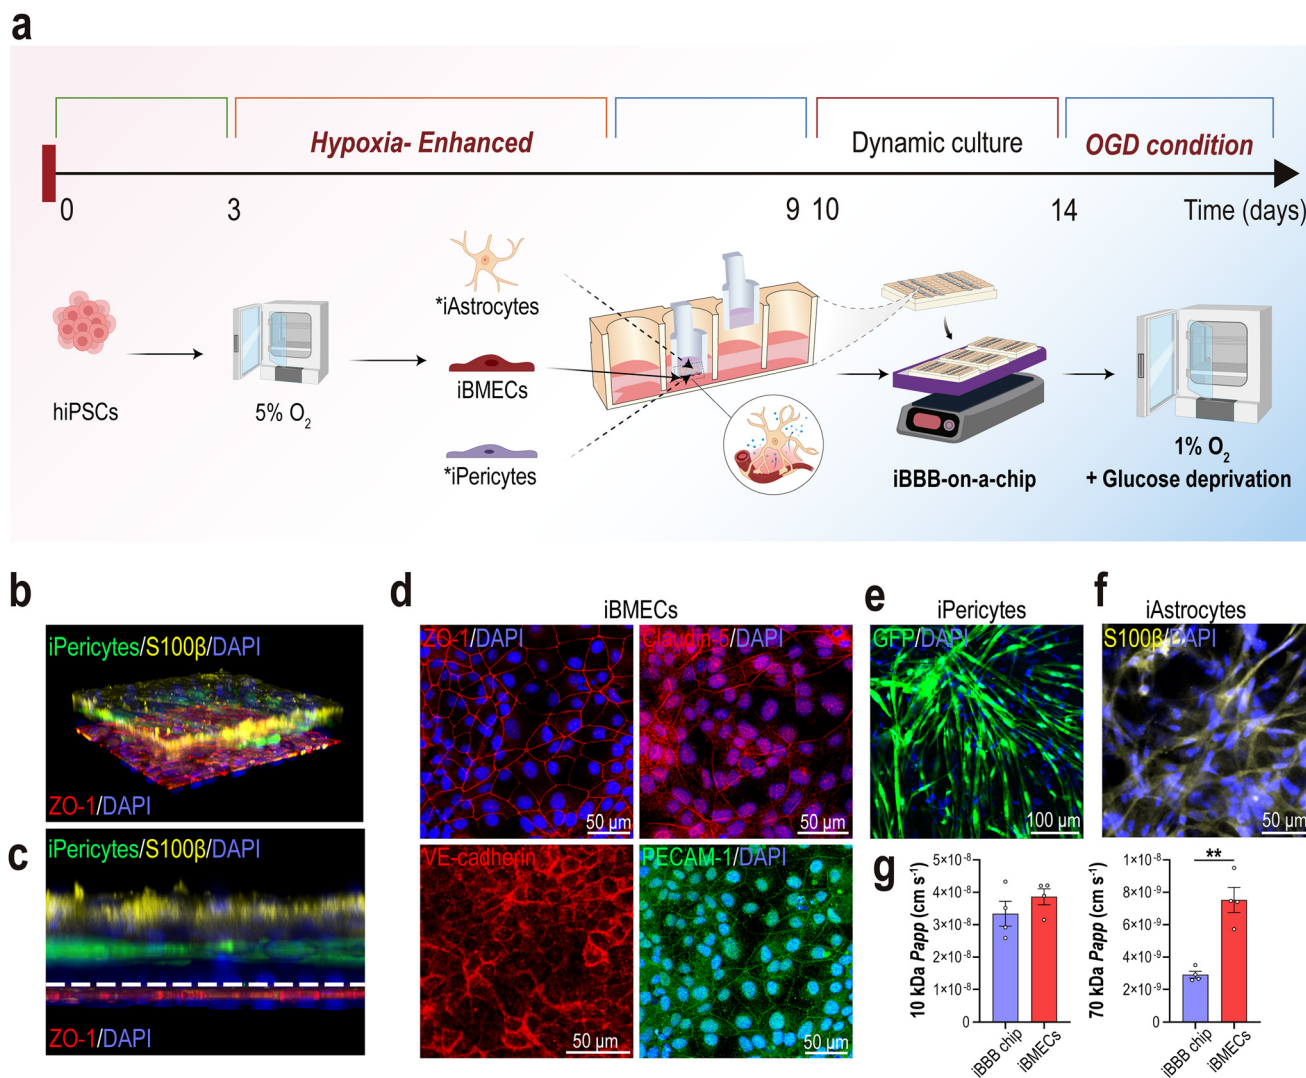 a
Hypoxia- Enhanced
Dynamic culture
OGD condition
0
3
9
10
14
Time (days)
hiPSCs
5% O₂
*iAstrocytes
iBMECs
*iPericytes
iBBB-on-a-chip
1% O₂
+ Glucose deprivation
b
iPericytes/S100β/DAPI
ZO-1/DAPI
c
iPericytes/S100β/DAPI
ZO-1/DAPI
d
iBMECs
ZO-1/DAPI
50 µm
Claudin-5/DAPI
50 µm
VE-cadherin
50 µm
PECAM-1/DAPI
50 µm
e
iPericytes
GFP/DAPI
100 µm
f
iAstrocytes
S100β/DAPI
50 µm
g
10 kDa Papp (cm s⁻¹)
5×10⁻⁸
4×10⁻⁸
3×10⁻⁸
2×10⁻⁸
1×10⁻⁸
0
iBBB chip
iBMECs
70 kDa Papp (cm s⁻¹)
1×10⁻⁸
8×10⁻⁹
6×10⁻⁹
4×10⁻⁹
2×10⁻⁹
0
**
iBBB chip
iBMECs